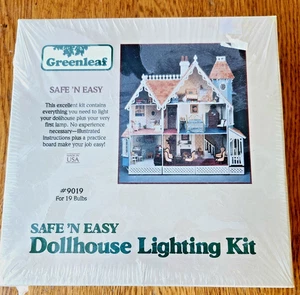 Greenleaf
SAFE 'N EASY
This excellent kit contains
everything you need to light
your dollhouse plus your very
first lamp. No experience
necessary—illustrated
instructions plus a practice
board make your job easy!
USA
#9019
For 19 Bulbs
SAFE 'N EASY
Dollhouse Lighting Kit